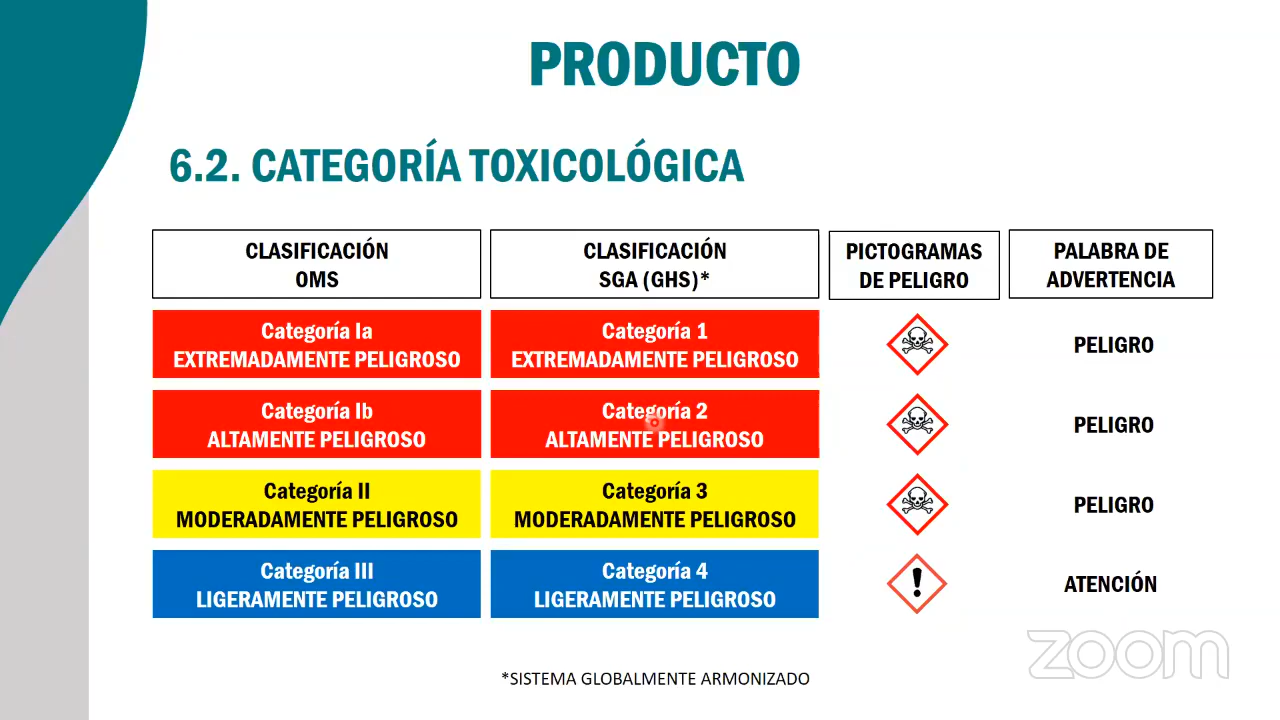 PRODUCTO
6.2. CATEGORÍA TOXICOLÓGICA
CLASIFICACIÓN
OMS
CLASIFICACIÓN
SGA (GHS)*
PICTOGRAMAS
DE PELIGRO
PALABRA DE
ADVERTENCIA
Categoría Ia
EXTREMADAMENTE PELIGROSO
Categoría 1
EXTREMADAMENTE PELIGROSO
PELIGRO
Categoría Ib
ALTAMENTE PELIGROSO
Categoría 2
ALTAMENTE PELIGROSO
PELIGRO
Categoría II
MODERADAMENTE PELIGROSO
Categoría 3
MODERADAMENTE PELIGROSO
PELIGRO
Categoría III
LIGERAMENTE PELIGROSO
Categoría 4
LIGERAMENTE PELIGROSO
!
ATENCIÓN
zoom
*SISTEMA GLOBALMENTE ARMONIZADO